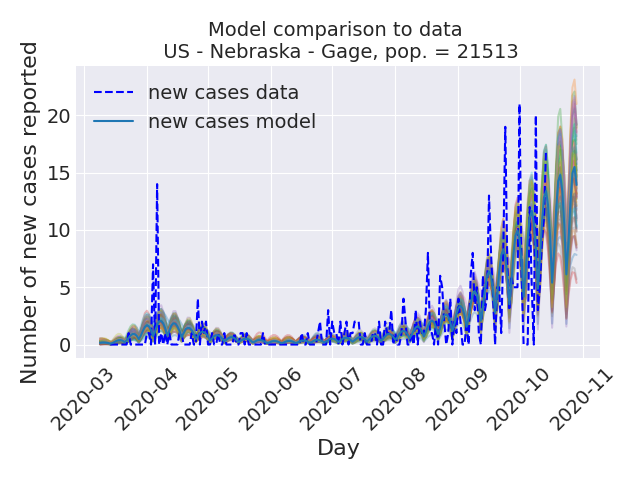 Model comparison to data
US - Nebraska - Gage, pop. = 21513
new cases data
new cases model
Number of new cases reported
20
15
10
5
0
2020-03
2020-04
2020-05
2020-06
2020-07
2020-08
2020-09
2020-10
2020-11
Day